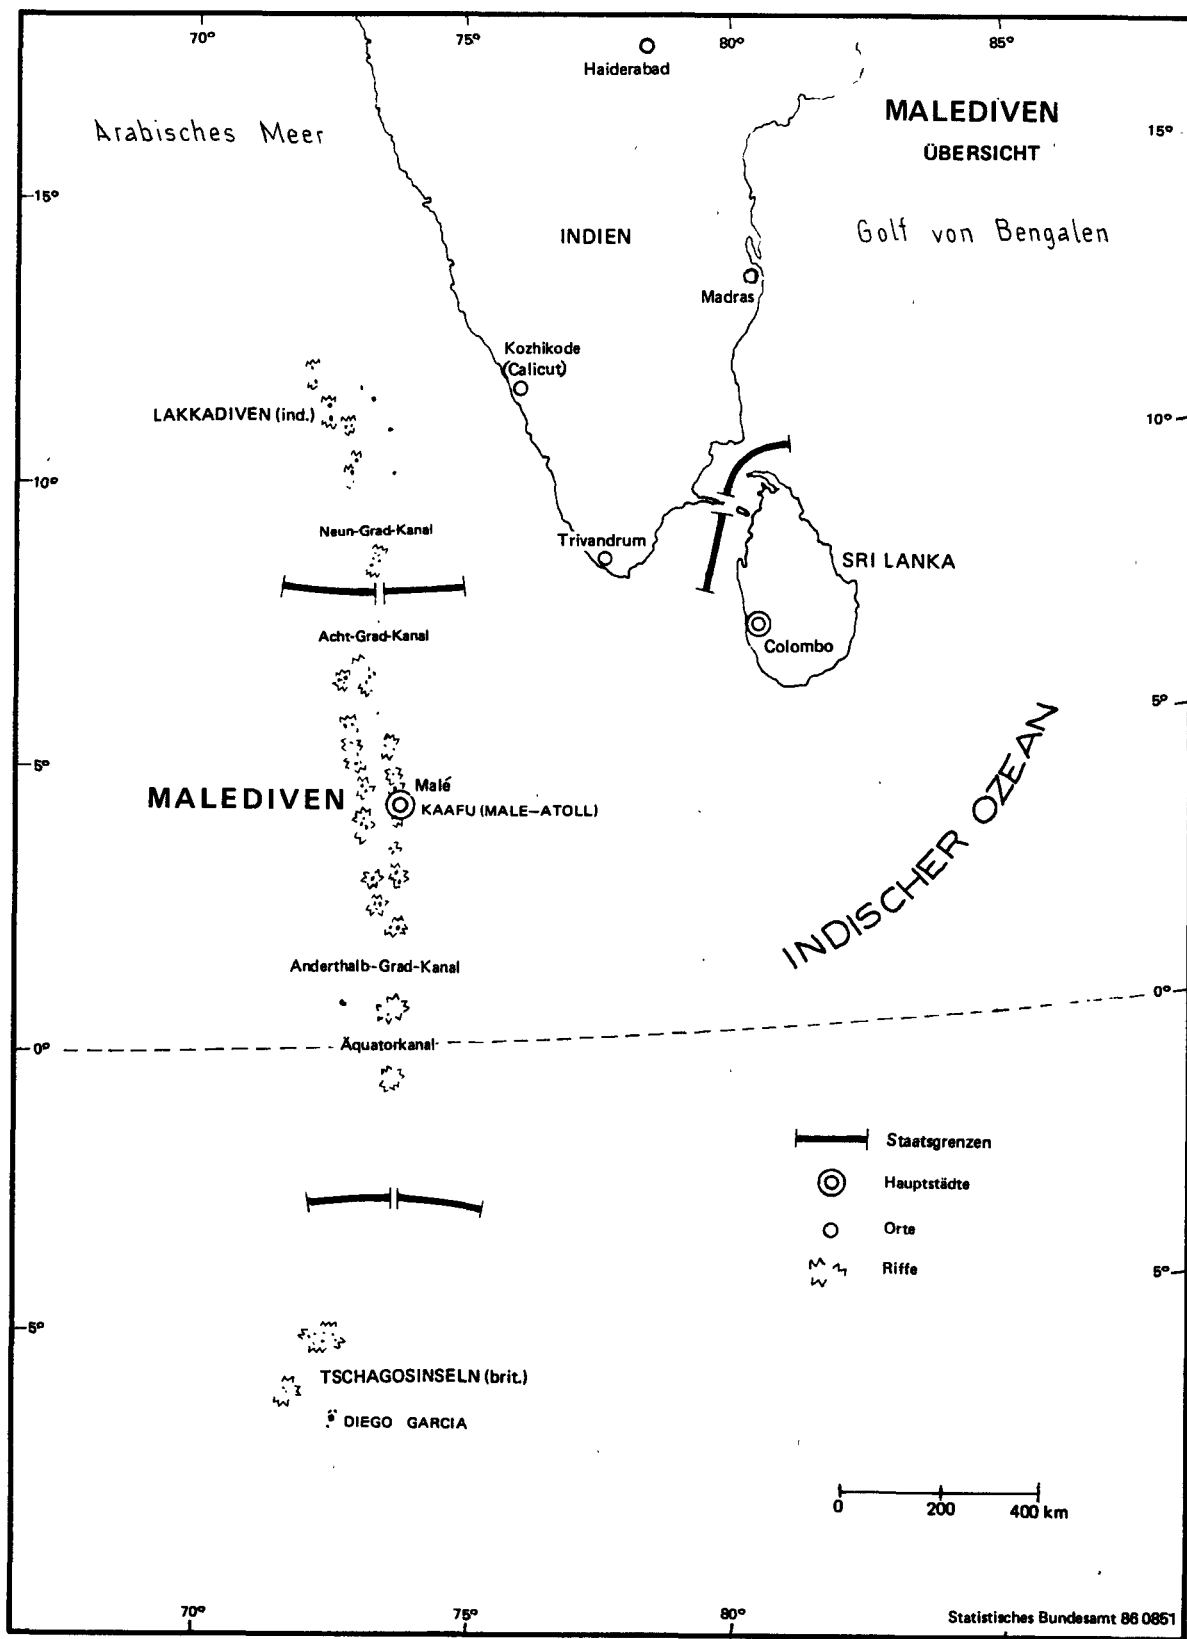 70°
75°
80°
85°
Haiderabad
MALEDIVEN
ÜBERSICHT
Arabisches Meer
15°
15°
INDIEN
Golf von Bengalen
Madras
Kozhikode
(Calicut)
LAKKADIVEN (ind.)
10°
10°
Neun-Grad-Kanal
Trivandrum
SRI LANKA
Acht-Grad-Kanal
Colombo
5°
5°
MALEDIVEN
Malé
KAAFU (MALE-ATOLL)
INDISCHER OZEAN
Anderthalb-Grad-Kanal
0°
0°
Äquatorkanal
Staatsgrenzen
Hauptstädte
Orte
Riffe
5°
5°
TSCHAGOSINSELN (brit.)
DIEGO GARCIA
0 200 400 km
70°
75°
80°
Statistisches Bundesamt 86 0851